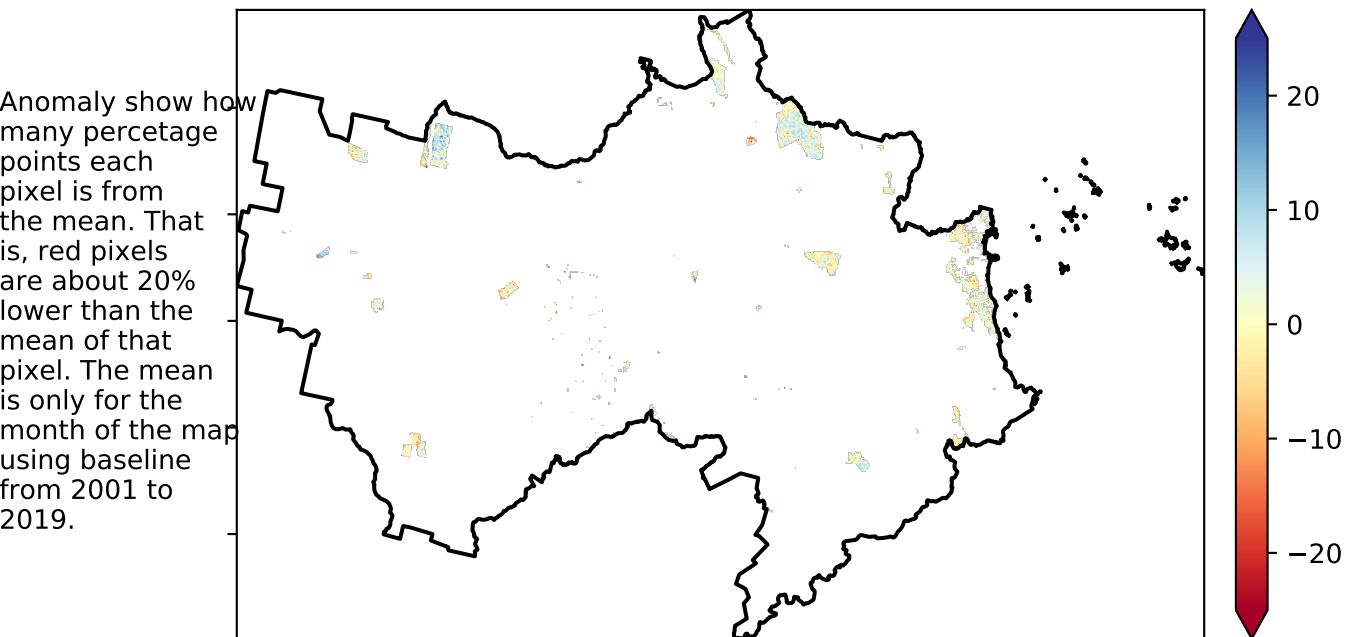 Anomaly show how
many percetage
points each
pixel is from
the mean. That
is, red pixels
are about 20%
lower than the
mean of that
pixel. The mean
is only for the
month of the map
using baseline
from 2001 to
2019.
20
10
0
−10
−20